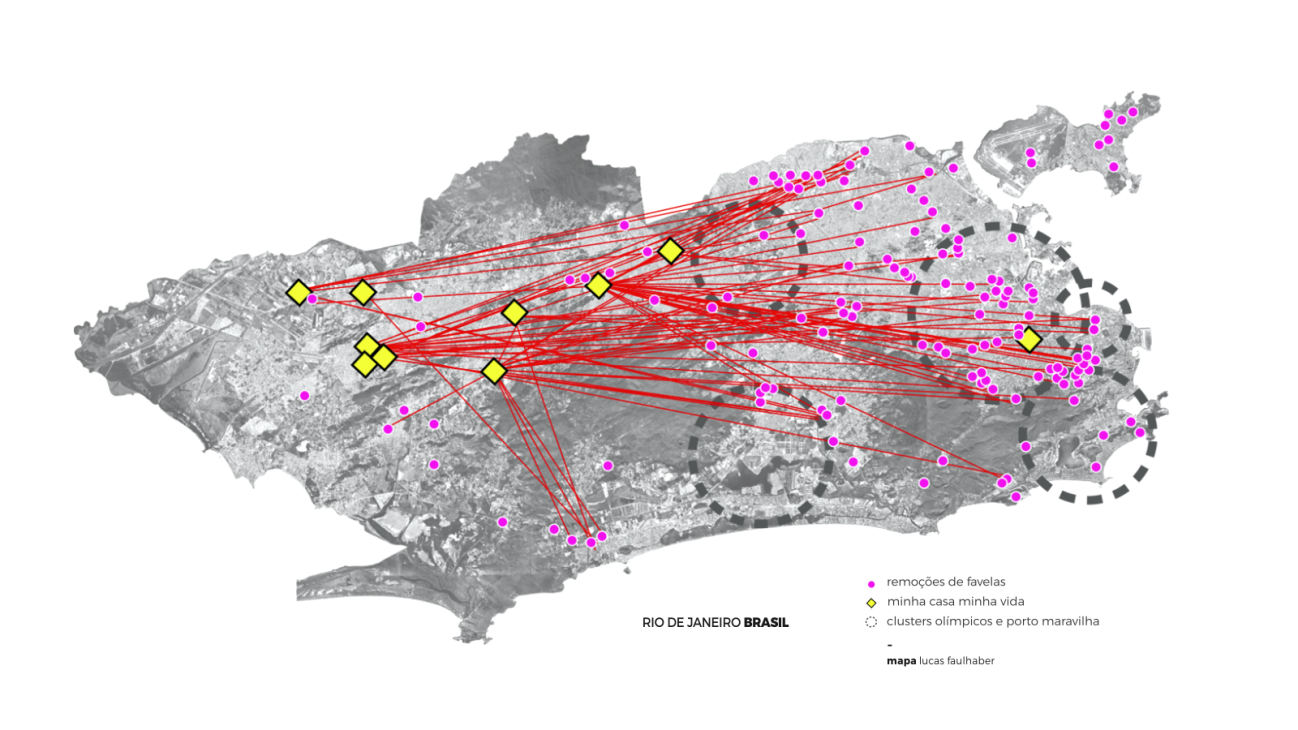 remoções de favelas
minha casa minha vida
RIO DE JANEIRO BRASIL
clusters olímpicos e porto maravilha
-
mapa lucas faulhaber